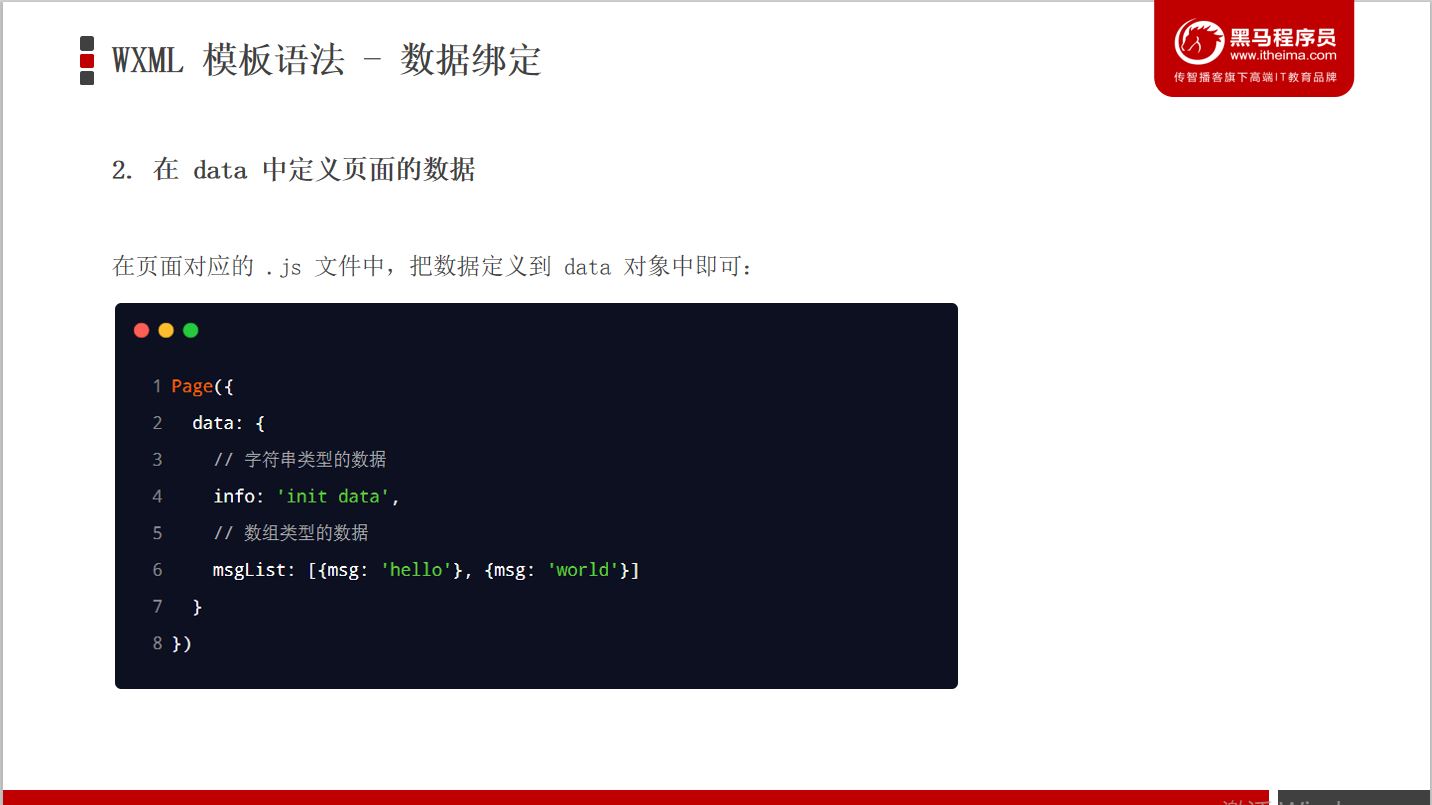 WXML 模板语法 - 数据绑定
黑马程序员
www.itheima.com
传智播客旗下高端IT教育品牌
2. 在 data 中定义页面的数据
在页面对应的 .js 文件中，把数据定义到 data 对象中即可：
1 Page({
2 data: {
3 // 字符串类型的数据
4 info: 'init data',
5 // 数组类型的数据
6 msgList: [{msg: 'hello'}, {msg: 'world'}]
7 }
8 })